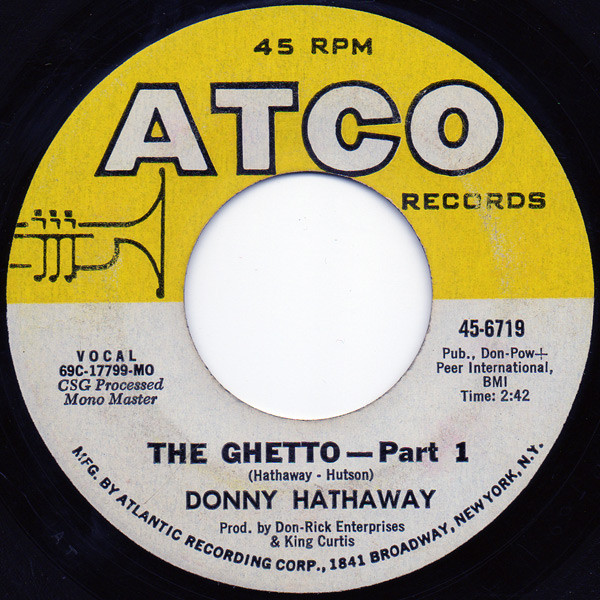 45 RPM
ATCO
RECORDS
VOCAL
69C-17799-MO
CSG Processed
Mono Master
45-6719
Pub., Don-Pow+
Peer International,
BMI
Time: 2:42
THE GHETTO — Part 1
(Hathaway - Hutson)
DONNY HATHAWAY
Prod. by Don-Rick Enterprises
& King Curtis
MFG. BY ATLANTIC RECORDING CORP., 1841 BROADWAY, NEW YORK, N.Y.